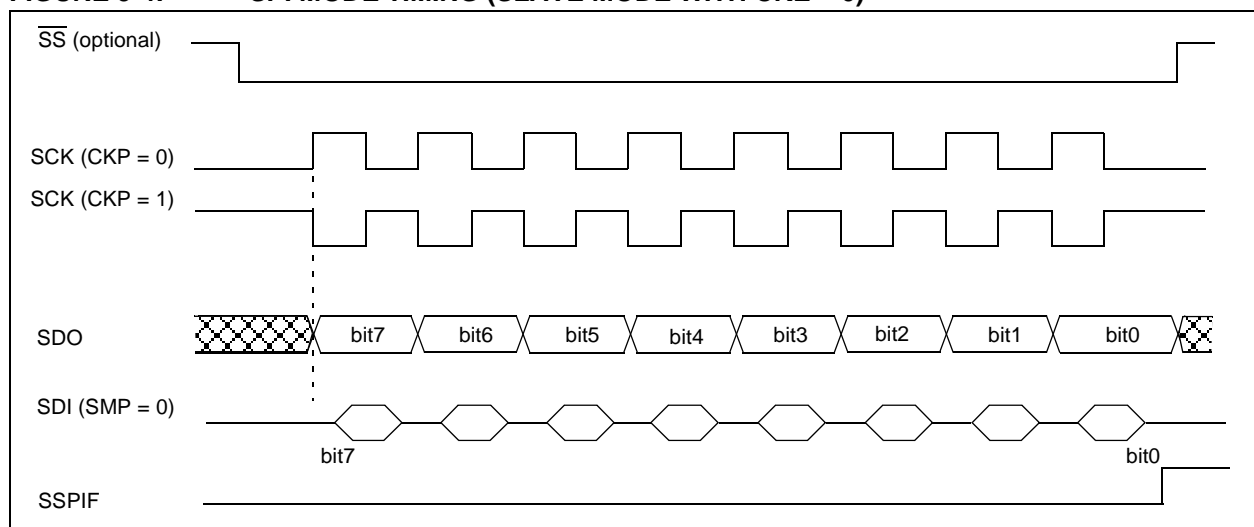 SS (optional)
SCK (CKP = 0)
SCK (CKP = 1)
SDO bit7 bit6 bit5 bit4 bit3 bit2 bit1 bit0
SDI (SMP = 0)
bit7 bit0
SSPIF